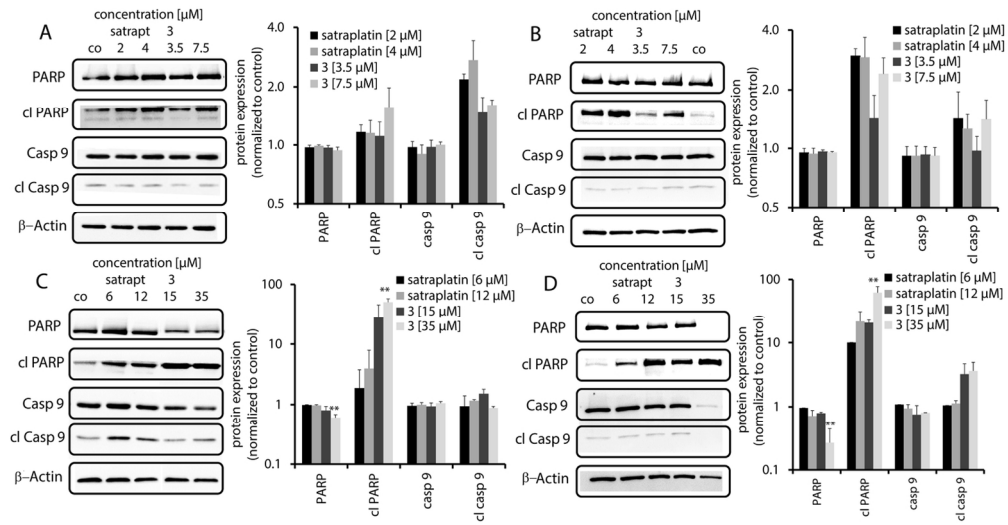 A
concentration [µM]
satrapt 3
co 2 4 3.5 7.5
PARP
cl PARP
Casp 9
cl Casp 9
β–Actin
protein expression
(normalized to control)
4.0
2.0
1.0
0.5
satraplatin [2 µM]
satraplatin [4 µM]
3 [3.5 µM]
3 [7.5 µM]
PARP
cl PARP
casp 9
cl casp 9
B
concentration [µM]
satrapt 3
2 4 3.5 7.5 co
PARP
cl PARP
Casp 9
cl Casp 9
β–Actin
protein expression
(normalized to control)
4.0
2.0
1.0
0.5
satraplatin [2 µM]
satraplatin [4 µM]
3 [3.5 µM]
3 [7.5 µM]
PARP
cl PARP
casp 9
cl casp 9
C
concentration [µM]
satrapt 3
co 6 12 15 35
PARP
cl PARP
Casp 9
cl Casp 9
β–Actin
protein expression
(normalized to control)
100
10
1
0.1
satraplatin [6 µM]
satraplatin [12 µM]
3 [15 µM]
3 [35 µM]
**
**
PARP
cl PARP
casp 9
cl casp 9
D
concentration [µM]
satrapt 3
co 6 12 15 35
PARP
cl PARP
Casp 9
cl Casp 9
β–Actin
protein expression
(normalized to control)
100
10
1
0.1
satraplatin [6 µM]
satraplatin [12 µM]
3 [15 µM]
3 [35 µM]
**
**
PARP
cl PARP
casp 9
cl casp 9